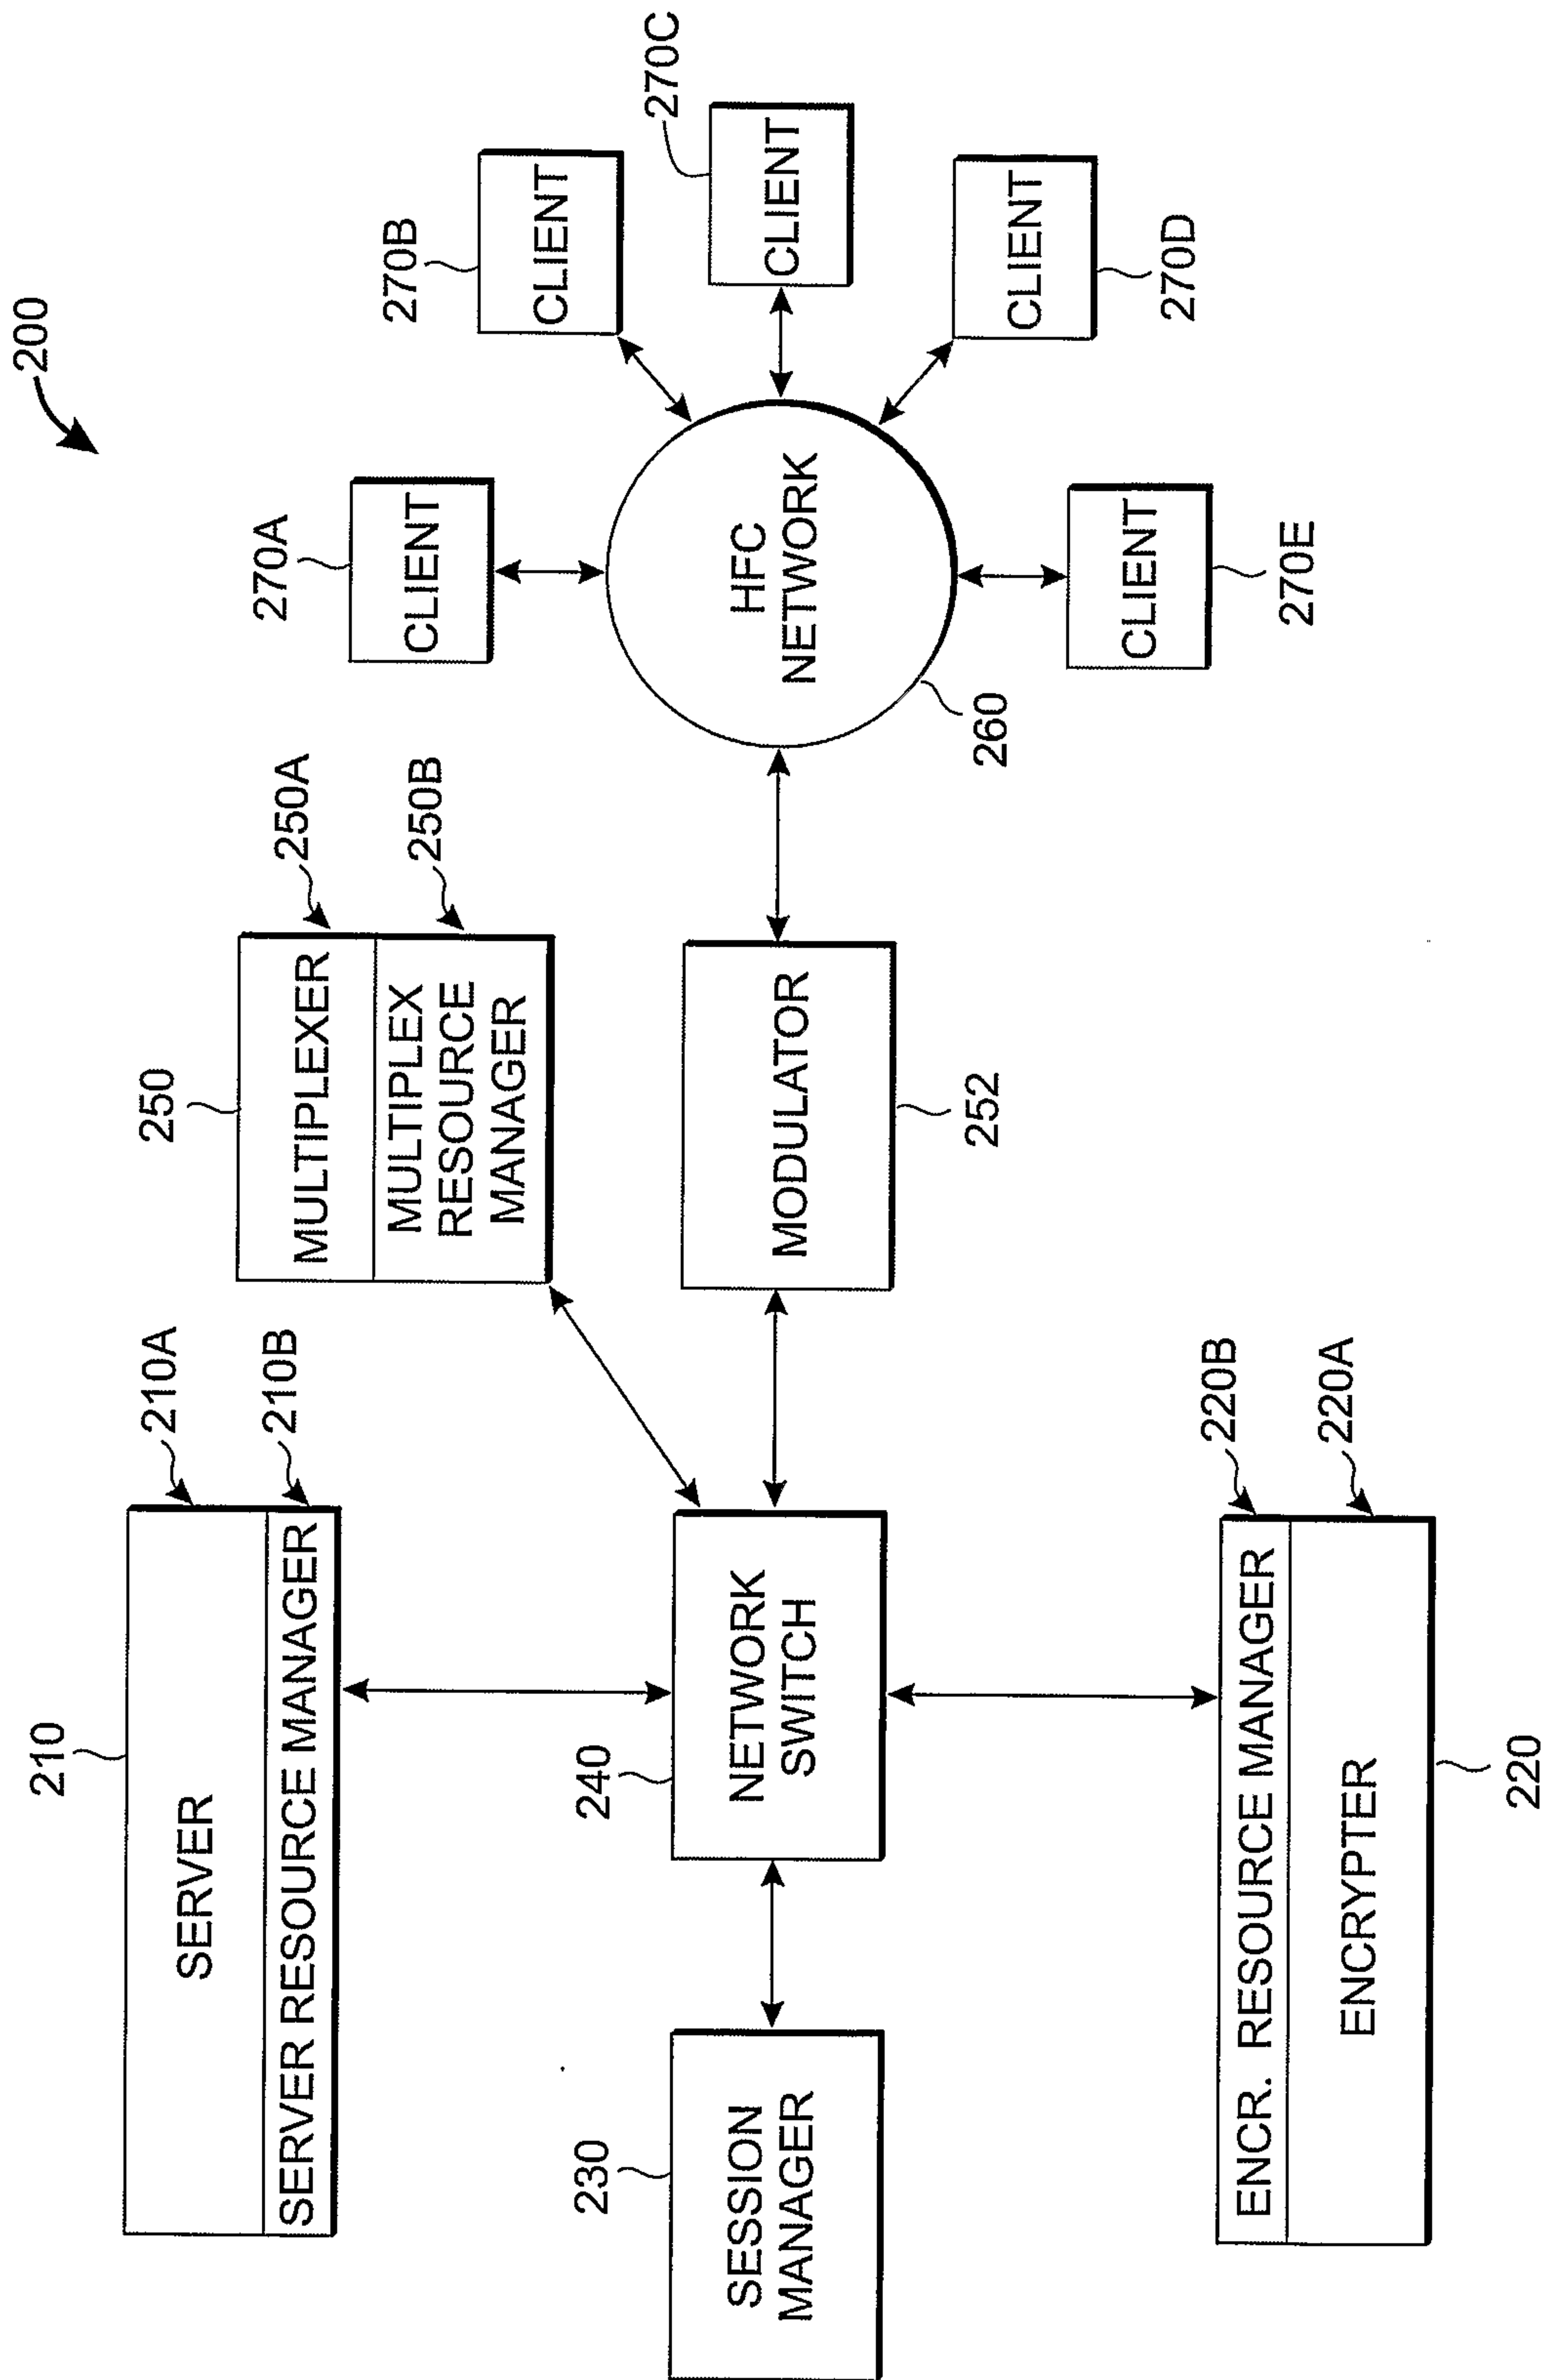 200
210
SERVER
SERVER RESOURCE MANAGER
210A
210B
250
MULTIPLEXER
MULTIPLEX
RESOURCE
MANAGER
250A
250B
270A
CLIENT
270B
CLIENT
270C
CLIENT
230
SESSION
MANAGER
240
NETWORK
SWITCH
MODULATOR
252
HFC
NETWORK
260
CLIENT
270D
CLIENT
270E
ENCR. RESOURCE MANAGER
ENCRYPTER
220B
220A
220